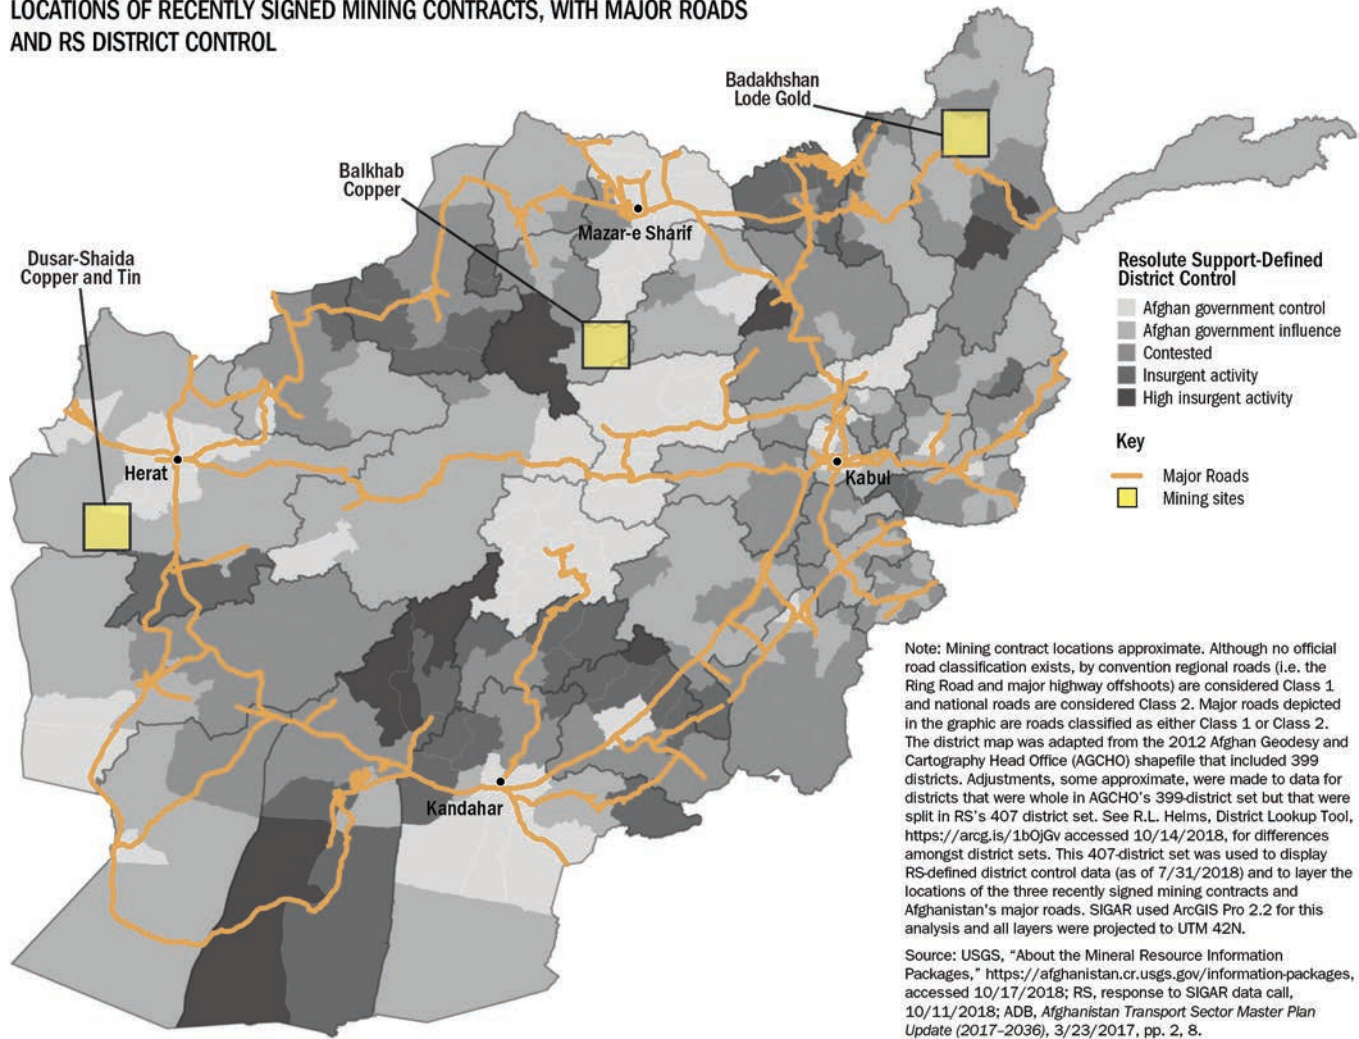 LOCATIONS OF RECENTLY SIGNED MINING CONTRACTS, WITH MAJOR ROADS
AND RS DISTRICT CONTROL
Badakhshan
Lode Gold
Balkhab
Copper
Mazar-e Sharif
Dusar-Shaida
Copper and Tin
Herat
Kabul
Kandahar
Resolute Support-Defined
District Control
Afghan government control
Afghan government influence
Contested
Insurgent activity
High insurgent activity
Key
Major Roads
Mining sites
Note: Mining contract locations approximate. Although no official
road classification exists, by convention regional roads (i.e. the
Ring Road and major highway offshoots) are considered Class 1
and national roads are considered Class 2. Major roads depicted
in the graphic are roads classified as either Class 1 or Class 2.
The district map was adapted from the 2012 Afghan Geodesy and
Cartography Head Office (AGCHO) shapefile that included 399
districts. Adjustments, some approximate, were made to data for
districts that were whole in AGCHO's 399-district set but that were
split in RS's 407 district set. See R.L. Helms, District Lookup Tool,
https://arcg.is/1bOjGv accessed 10/14/2018, for differences
amongst district sets. This 407-district set was used to display
RS-defined district control data (as of 7/31/2018) and to layer the
locations of the three recently signed mining contracts and
Afghanistan's major roads. SIGAR used ArcGIS Pro 2.2 for this
analysis and all layers were projected to UTM 42N.
Source: USGS, “About the Mineral Resource Information
Packages,” https://afghanistan.cr.usgs.gov/information-packages,
accessed 10/17/2018; RS, response to SIGAR data call,
10/11/2018; ADB, Afghanistan Transport Sector Master Plan
Update (2017–2036), 3/23/2017, pp. 2, 8.